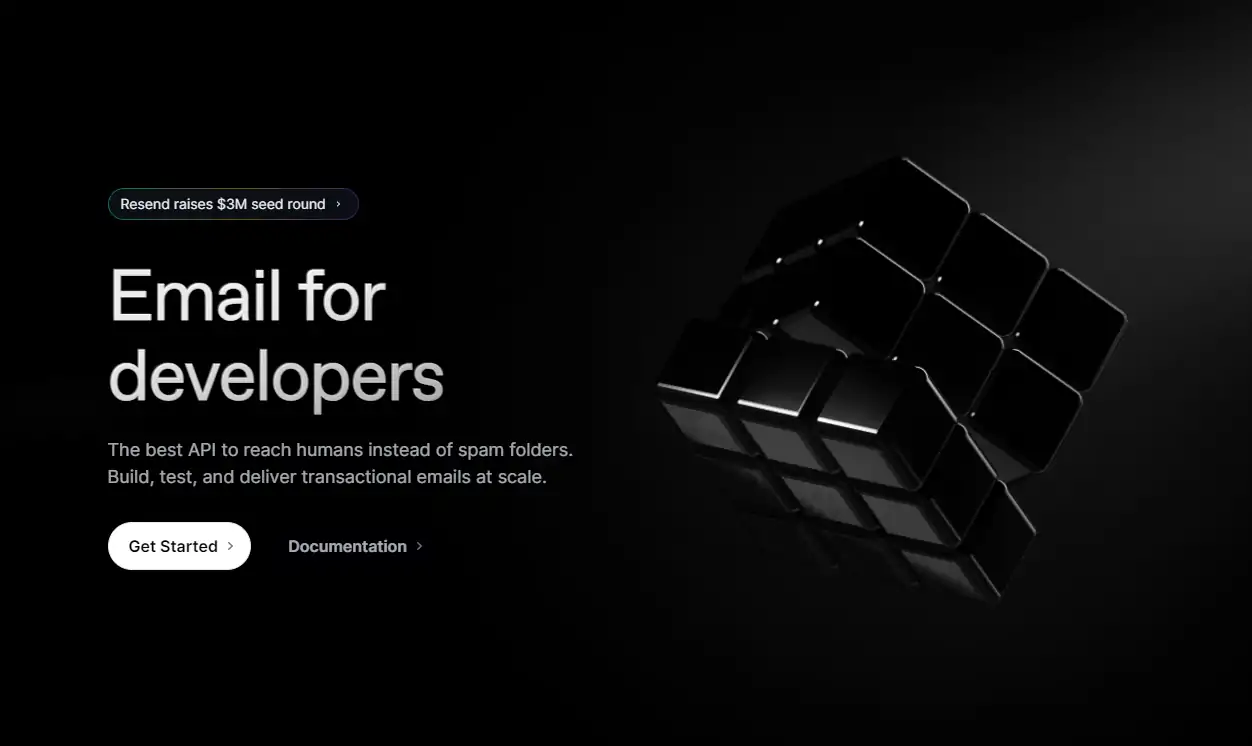 Resend raises $3M seed round
Email for
developers
The best API to reach humans instead of spam folders.
Build, test, and deliver transactional emails at scale.
Get Started
Documentation